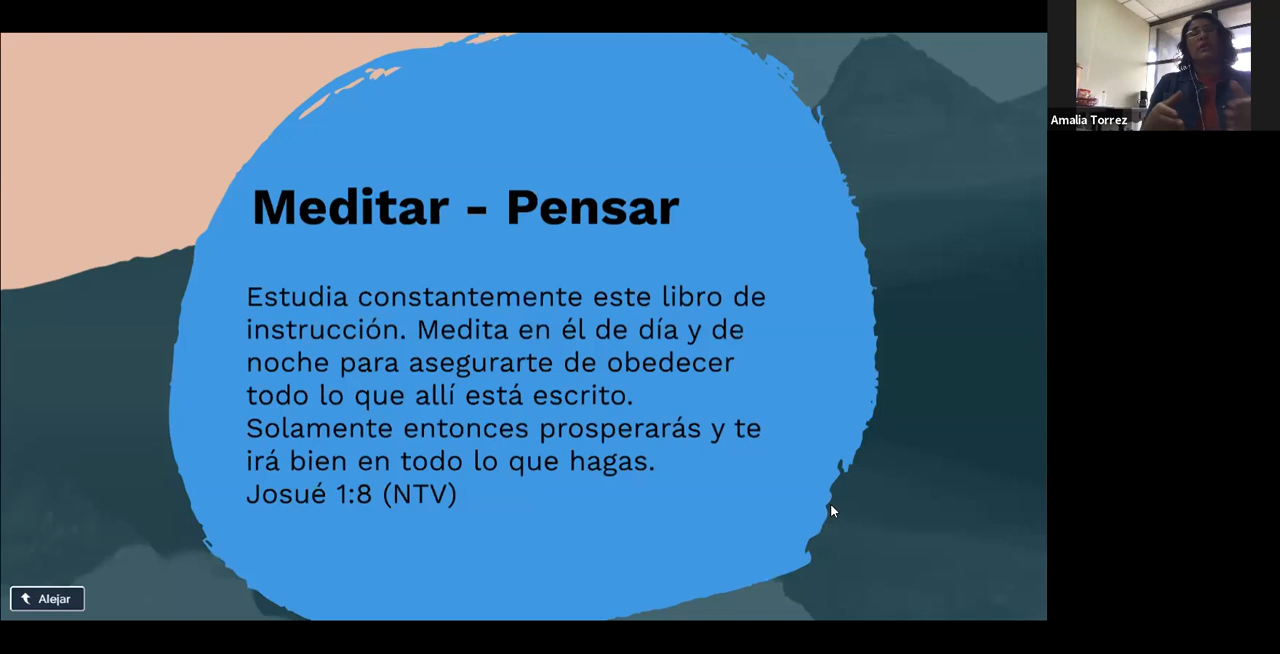 Meditar - Pensar
Estudia constantemente este libro de
instrucción. Medita en él de día y de
noche para asegurarte de obedecer
todo lo que allí está escrito.
Solamente entonces prosperarás y te
irá bien en todo lo que hagas.
Josué 1:8 (NTV)
Alejar
Amalia Torrez